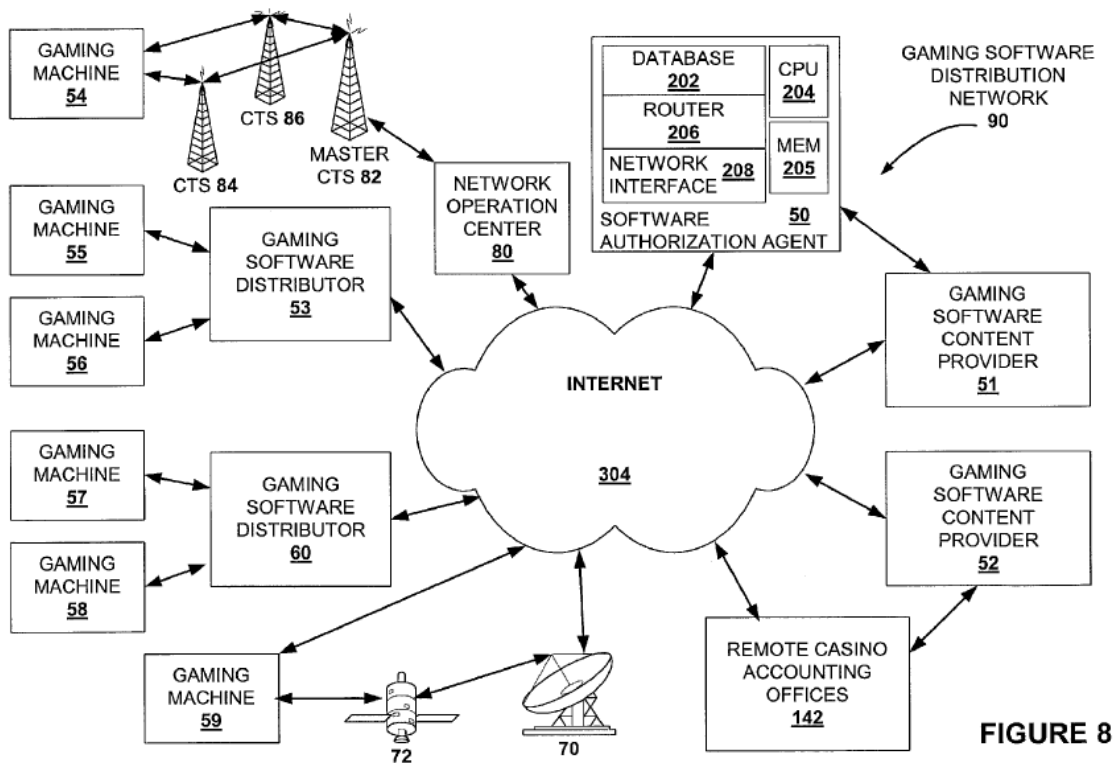 GAMING
MACHINE
54
CTS 86
CTS 84
MASTER
CTS 82
DATABASE
202
ROUTER
206
NETWORK
INTERFACE 208
CPU
204
MEM
205
50
SOFTWARE
AUTHORIZATION AGENT
GAMING SOFTWARE
DISTRIBUTION
NETWORK
90
NETWORK
OPERATION
CENTER
80
GAMING
MACHINE
55
GAMING
MACHINE
56
GAMING
SOFTWARE
DISTRIBUTOR
53
INTERNET
304
GAMING
SOFTWARE
CONTENT
PROVIDER
51
GAMING
MACHINE
57
GAMING
MACHINE
58
GAMING
SOFTWARE
DISTRIBUTOR
60
GAMING
SOFTWARE
CONTENT
PROVIDER
52
GAMING
MACHINE
59
72
70
REMOTE CASINO
ACCOUNTING
OFFICES
142
FIGURE 8